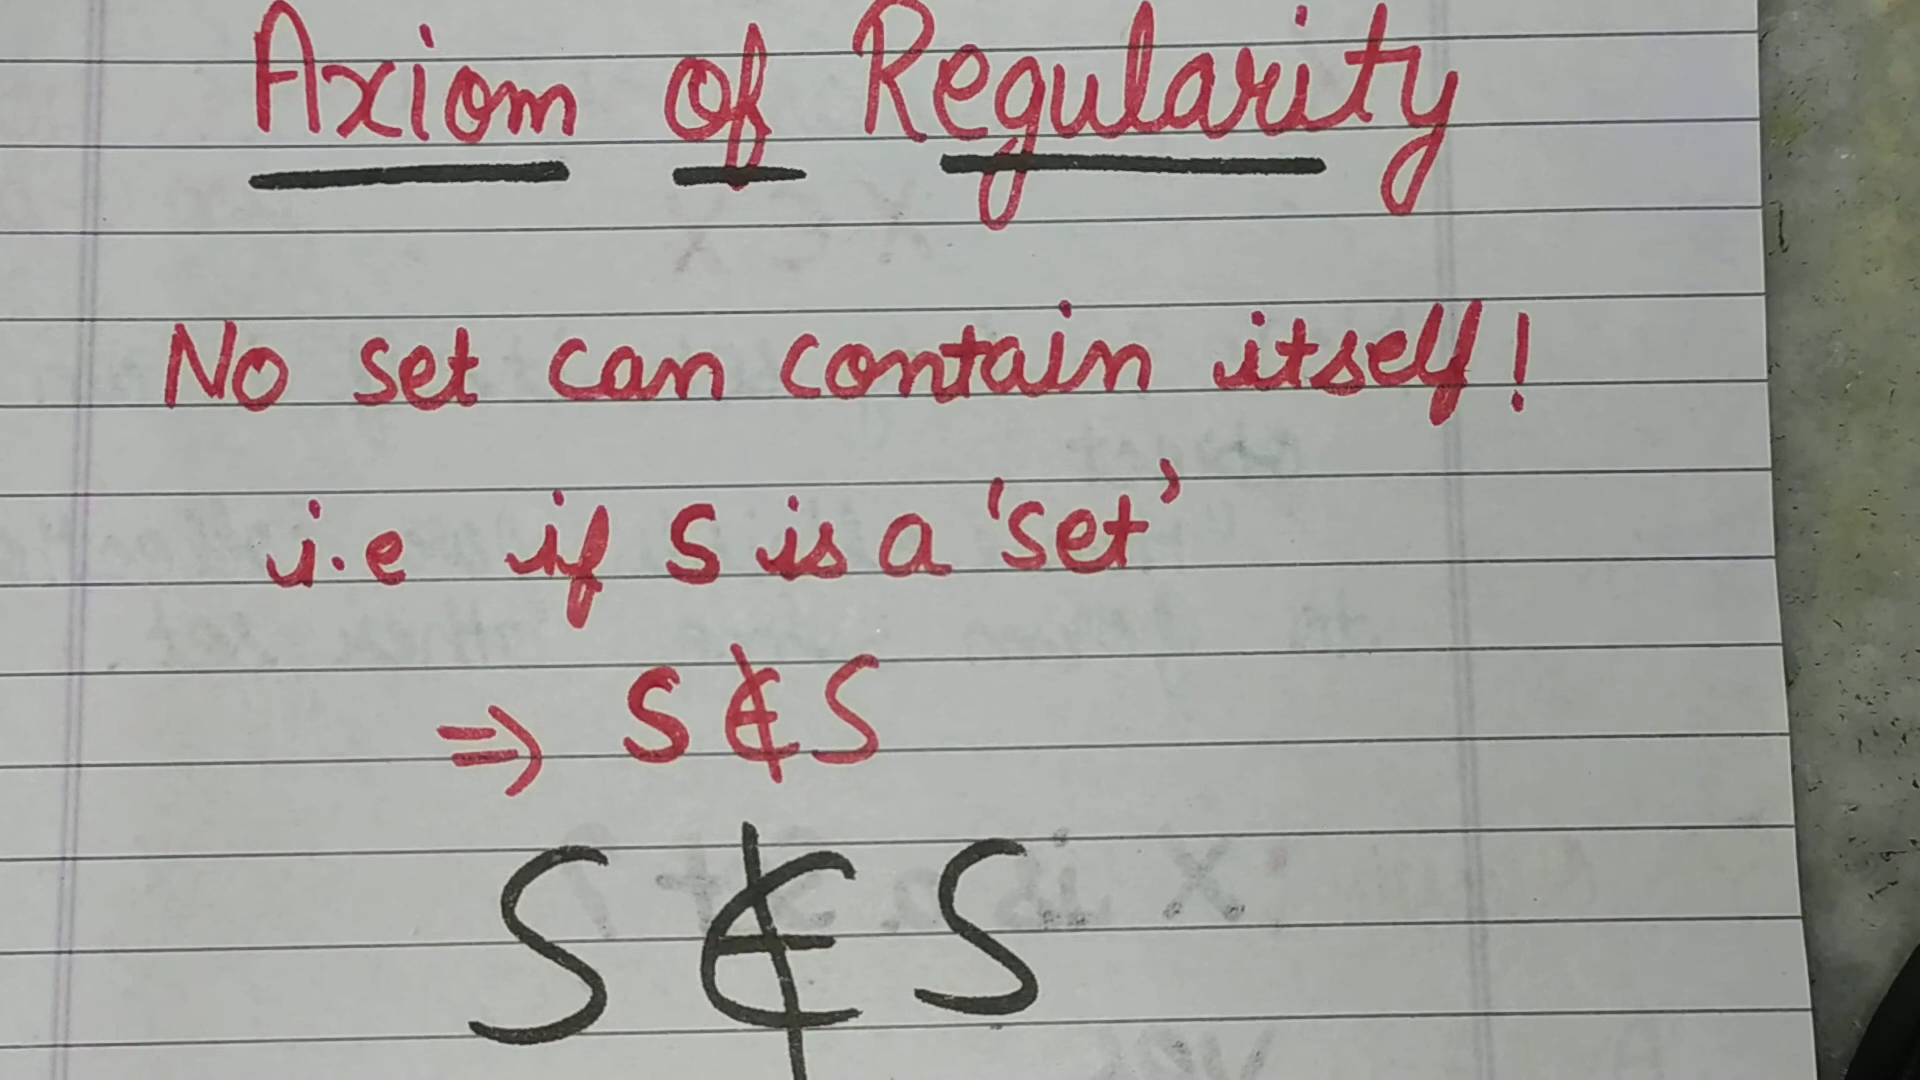 Axiom of Regularity
No set can contain itself!
i.e if S is a 'set'
⇒ S ∉ S
S ∉ S